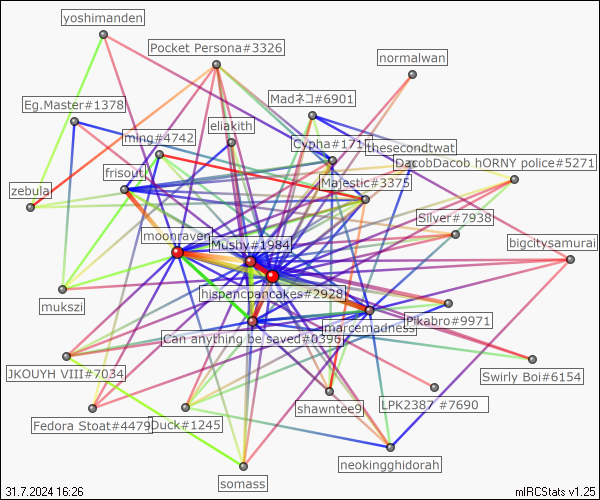 yoshimanden
Pocket Persona#3326
normalwan
Madネコ#6901
Eg.Master#1378
eliakith
ming#4742
Cypha#171
thesecondtwat
DacobDacob hORNY police#5271
frisout
Majestic#3375
zebula
Silver#7938
moonraven
Mushy#1984
bigcitysamurai
hispancpancakes#2928
mukszi
Pikabro#9971
marcemadness
Can anything be saved#0396
JKOUYH VIII#7034
Swirly Boi#6154
shawntee9
LPK2387 #7690
Fedora Stoat#4479
Duck#1245
neokingghidorah
somass
31.7.2024 16:26
mIRCStats v1.25